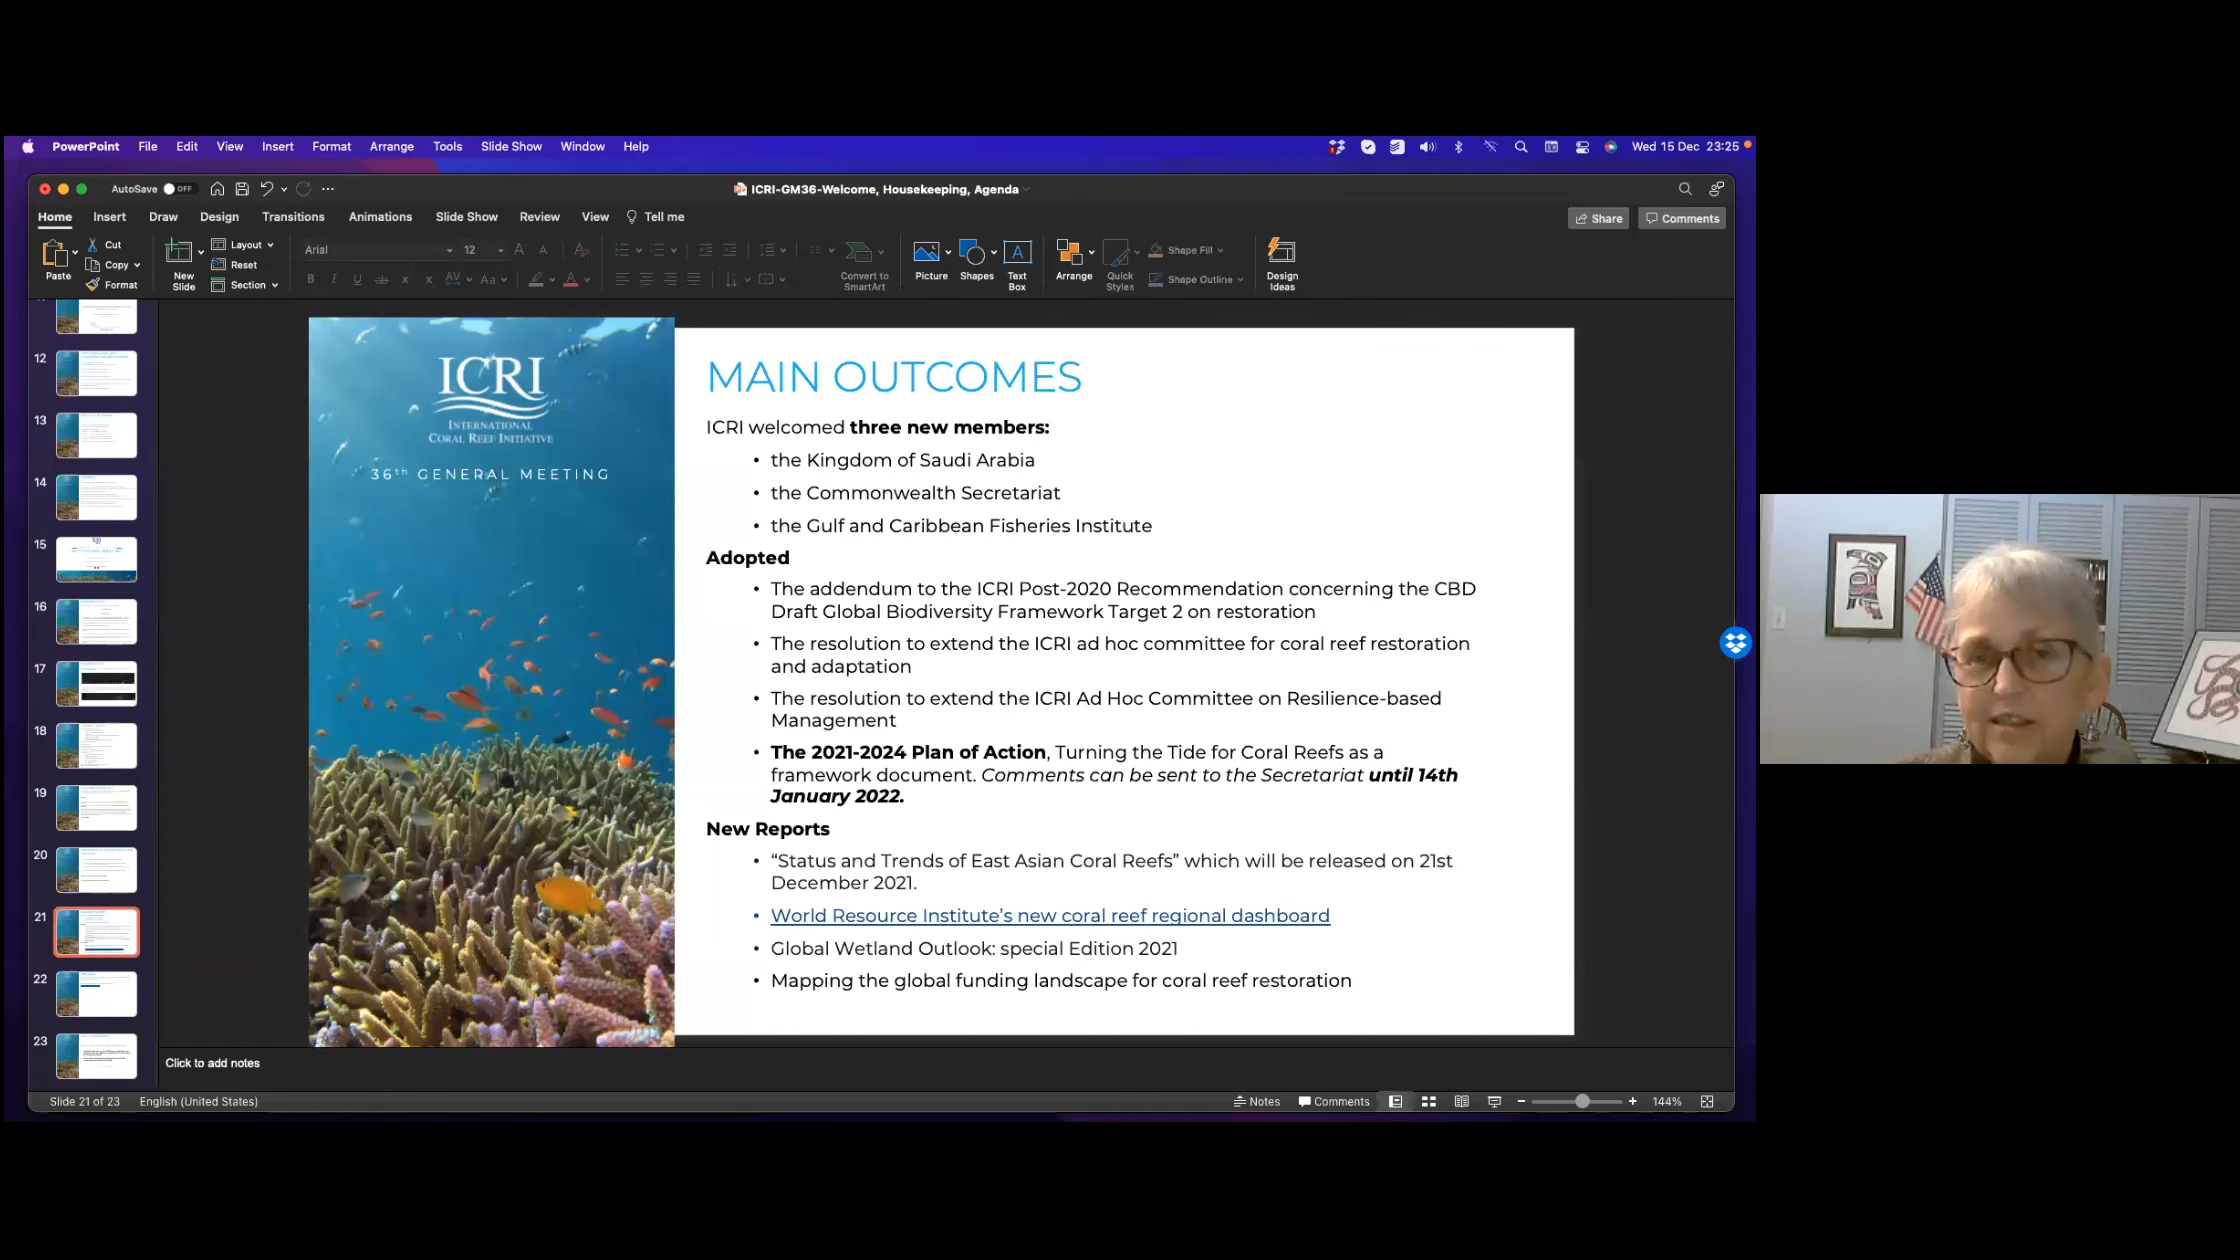 PowerPoint File Edit View Insert Format Arrange Tools Slide Show Window Help Wed 15 Dec 23:25
AutoSave OFF ICRI-GM36-Welcome, Housekeeping, Agenda
Home Insert Draw Design Transitions Animations Slide Show Review View Tell me Share Comments
Paste Cut Copy Format
New Slide Layout Reset Section
Arial 12
Convert to SmartArt
Picture Shapes Text Box
Arrange Quick Styles Shape Fill Shape Outline
Design Ideas
12
13
14
15
16
17
18
19
20
21
22
23
ICRI
INTERNATIONAL
CORAL REEF INITIATIVE
36th GENERAL MEETING
MAIN OUTCOMES
ICRI welcomed three new members:
• the Kingdom of Saudi Arabia
• the Commonwealth Secretariat
• the Gulf and Caribbean Fisheries Institute
Adopted
• The addendum to the ICRI Post-2020 Recommendation concerning the CBD
Draft Global Biodiversity Framework Target 2 on restoration
• The resolution to extend the ICRI ad hoc committee for coral reef restoration
and adaptation
• The resolution to extend the ICRI Ad Hoc Committee on Resilience-based
Management
• The 2021-2024 Plan of Action, Turning the Tide for Coral Reefs as a
framework document. Comments can be sent to the Secretariat until 14th
January 2022.
New Reports
• “Status and Trends of East Asian Coral Reefs” which will be released on 21st
December 2021.
• World Resource Institute’s new coral reef regional dashboard
• Global Wetland Outlook: special Edition 2021
• Mapping the global funding landscape for coral reef restoration
Click to add notes
Slide 21 of 23 English (United States) Notes Comments 144%